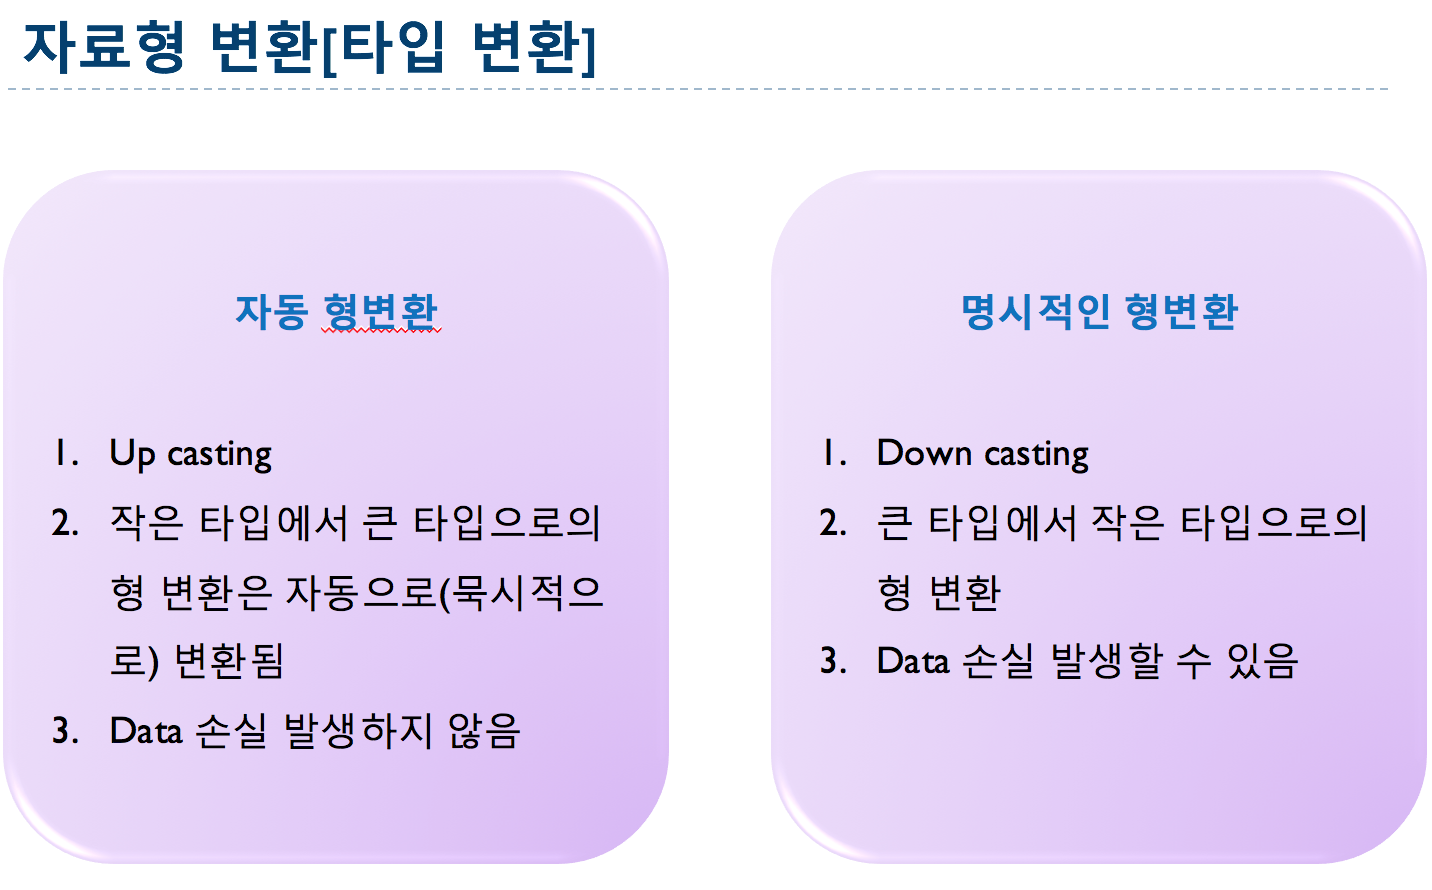 자료형 변환[타입 변환]
자동 형변환
1. Up casting
2. 작은 타입에서 큰 타입으로의
형 변환은 자동으로(묵시적으
로) 변환됨
3. Data 손실 발생하지 않음
명시적인 형변환
1. Down casting
2. 큰 타입에서 작은 타입으로의
형 변환
3. Data 손실 발생할 수 있음